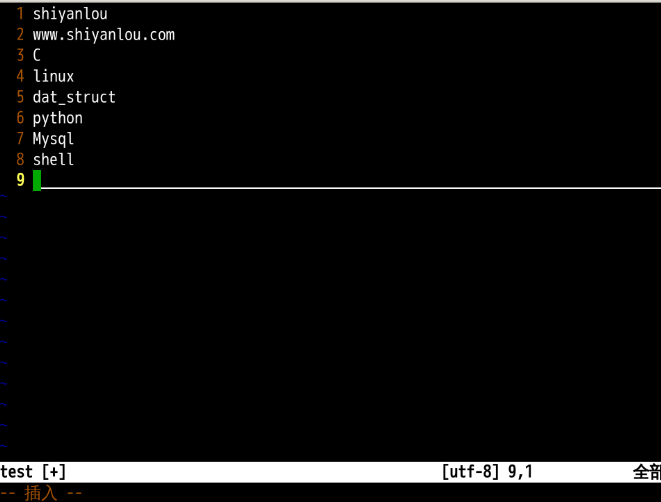 1 shiyanlou
2 www.shiyanlou.com
3 C
4 linux
5 dat_struct
6 python
7 Mysql
8 shell
9
~
~
~
~
~
~
~
~
~
~
~
~
~
test [+] [utf-8] 9,1 全部
-- 插入 --